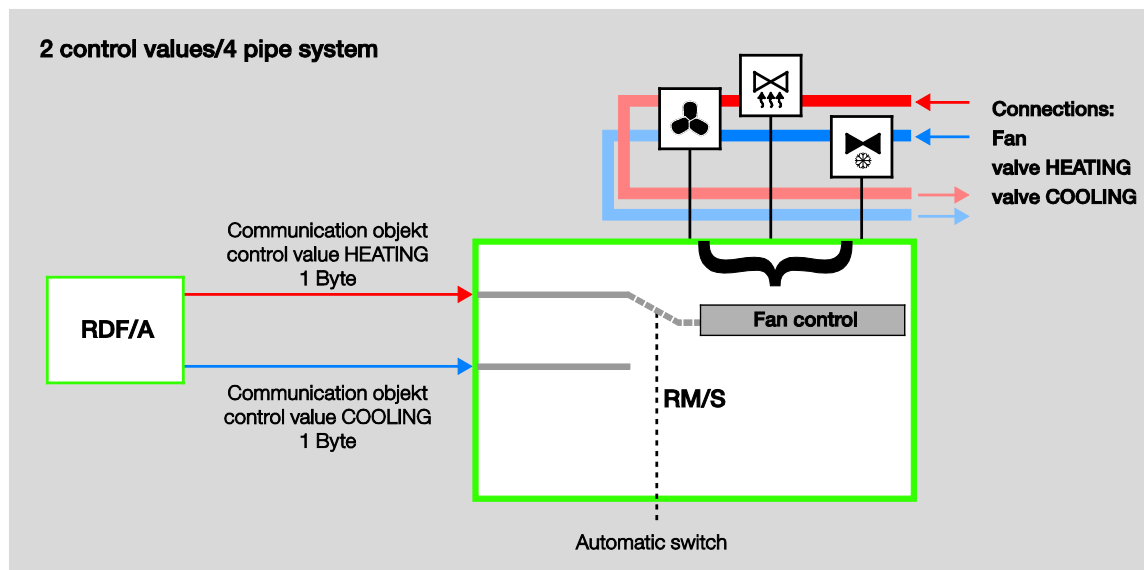 2 control values/4 pipe system
Connections:
Fan
valve HEATING
valve COOLING
Communication objekt
control value HEATING
1 Byte
RDF/A
Fan control
Communication objekt
control value COOLING
1 Byte
RM/S
Automatic switch